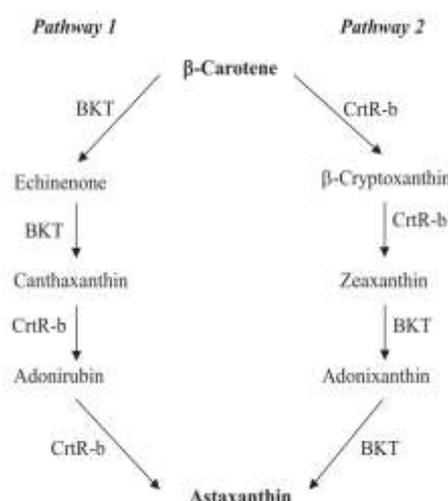 Pathway 1 Pathway 2
β-Carotene
BKT CrtR-b
Echinenone β-Cryptoxanthin
BKT CrtR-b
Canthaxanthin Zeaxanthin
CrtR-b BKT
Adonirubin Adonixanthin
CrtR-b BKT
Astaxanthin